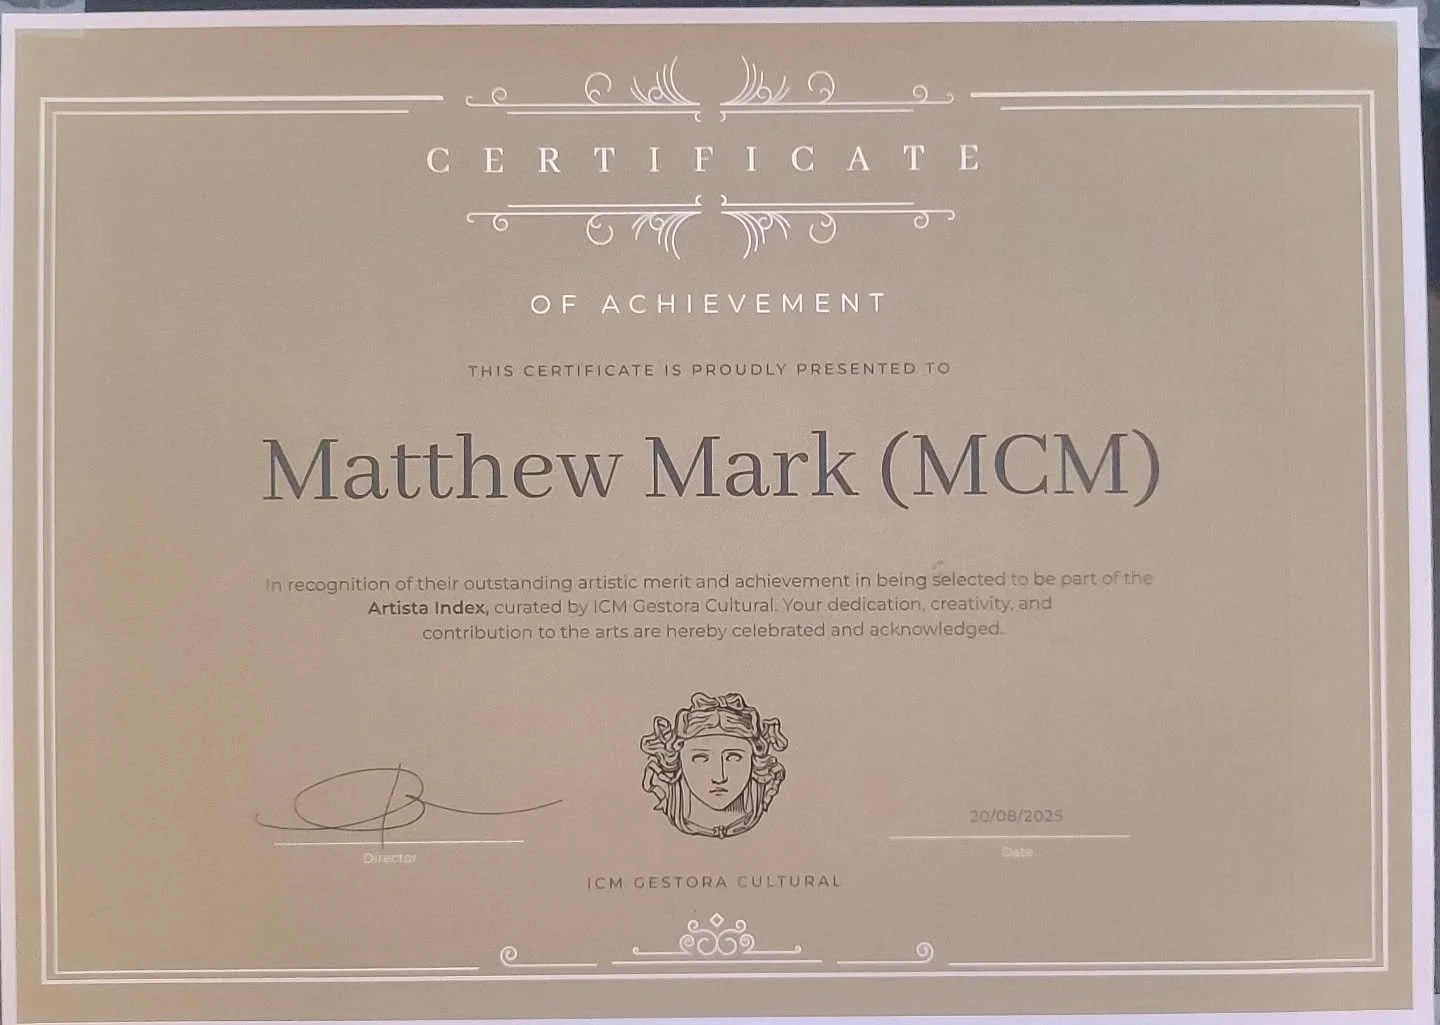 CERTIFICATE
OF ACHIEVEMENT
THIS CERTIFICATE IS PROUDLY PRESENTED TO
Matthew Mark (MCM)
In recognition of their outstanding artistic merit and achievement in being selected to be part of the
Artista Index, curated by ICM Gestora Cultural. Your dedication, creativity, and
contribution to the arts are hereby celebrated and acknowledged.
20/08/2025
Director
Date
ICM GESTORA CULTURAL